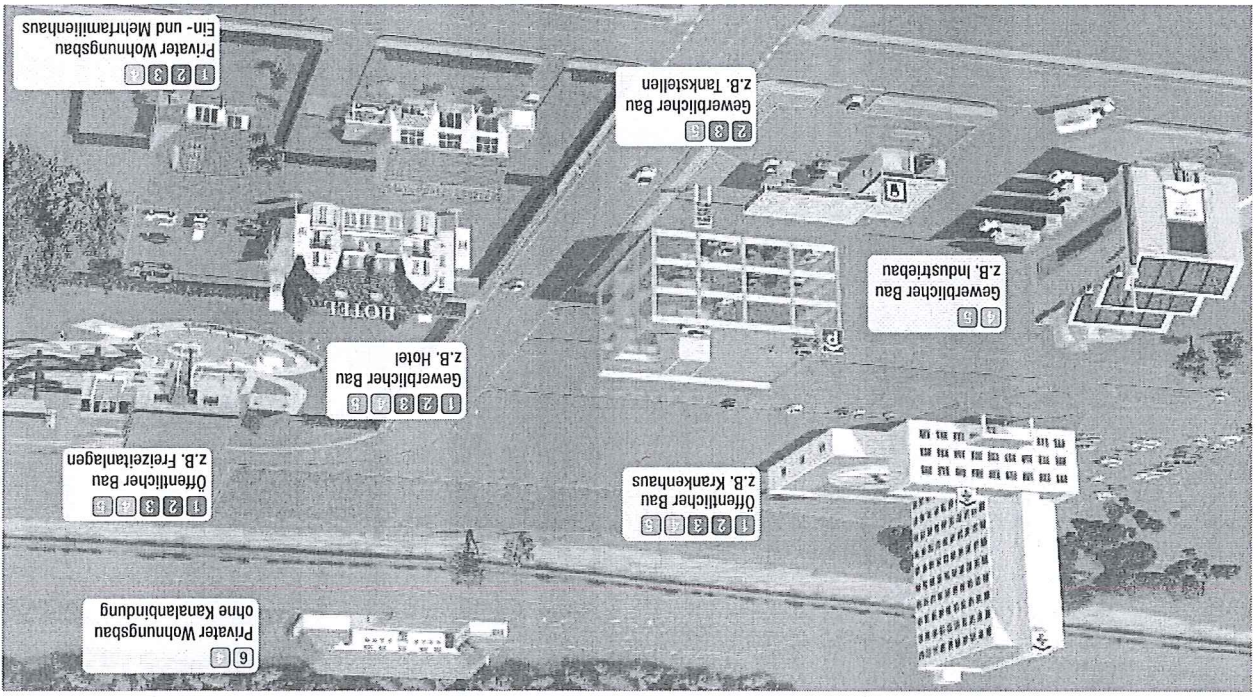 6 4
Privater Wohnungsbau
ohne Kanalanbindung
1 2 3 4 5
Öffentlicher Bau
z.B. Krankenhaus
1 2 3 4 5
Öffentlicher Bau
z.B. Freizeitanlagen
1 2 3 4 5
Gewerblicher Bau
z.B. Hotel
P
HOTEL
4 5
Gewerblicher Bau
z.B. Industriebau
2 3 5
Gewerblicher Bau
z.B. Tankstellen
1 2 3 4
Privater Wohnungsbau
Ein- und Mehrfamilienhaus